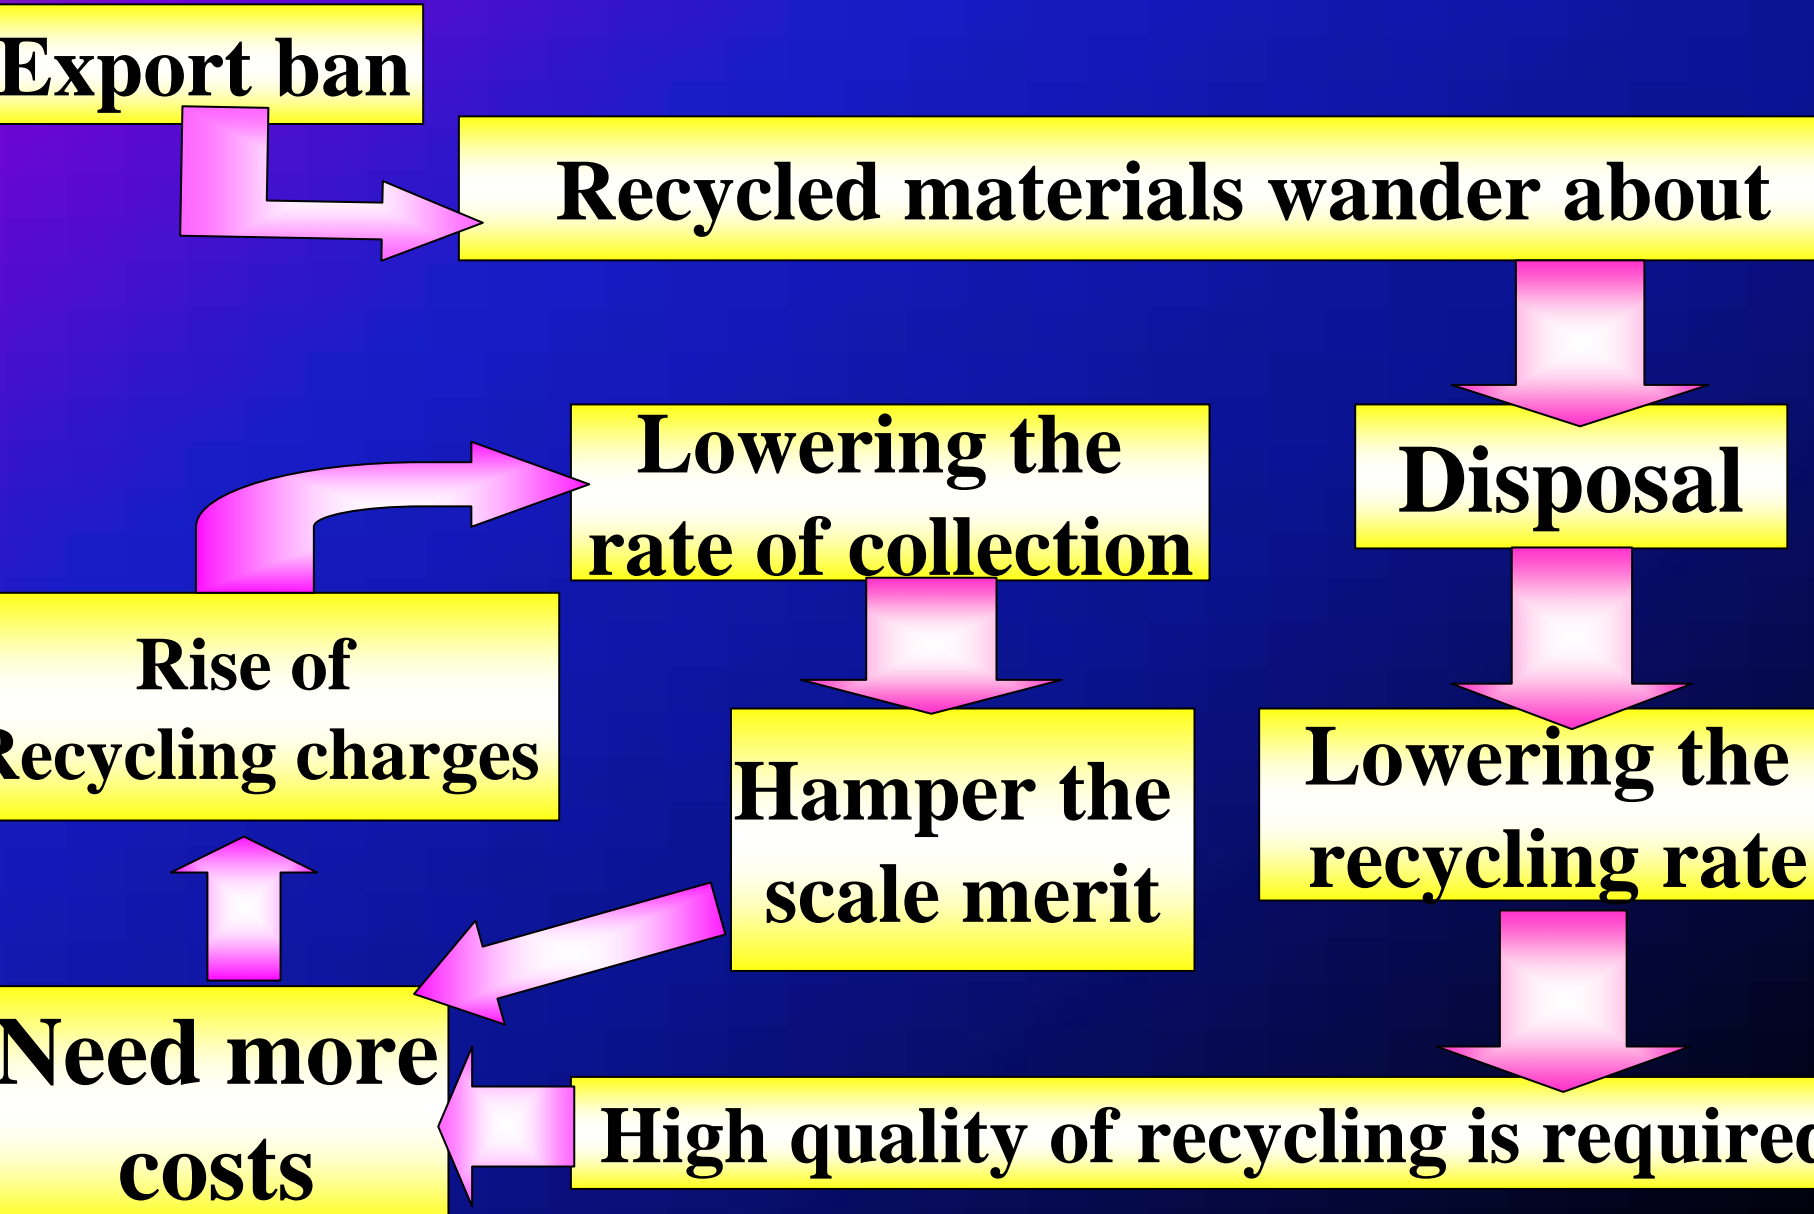 Export ban
Recycled materials wander about
Lowering the
rate of collection
Disposal
Rise of
Recycling charges
Hamper the
scale merit
Lowering the
recycling rate
Need more
costs
High quality of recycling is required